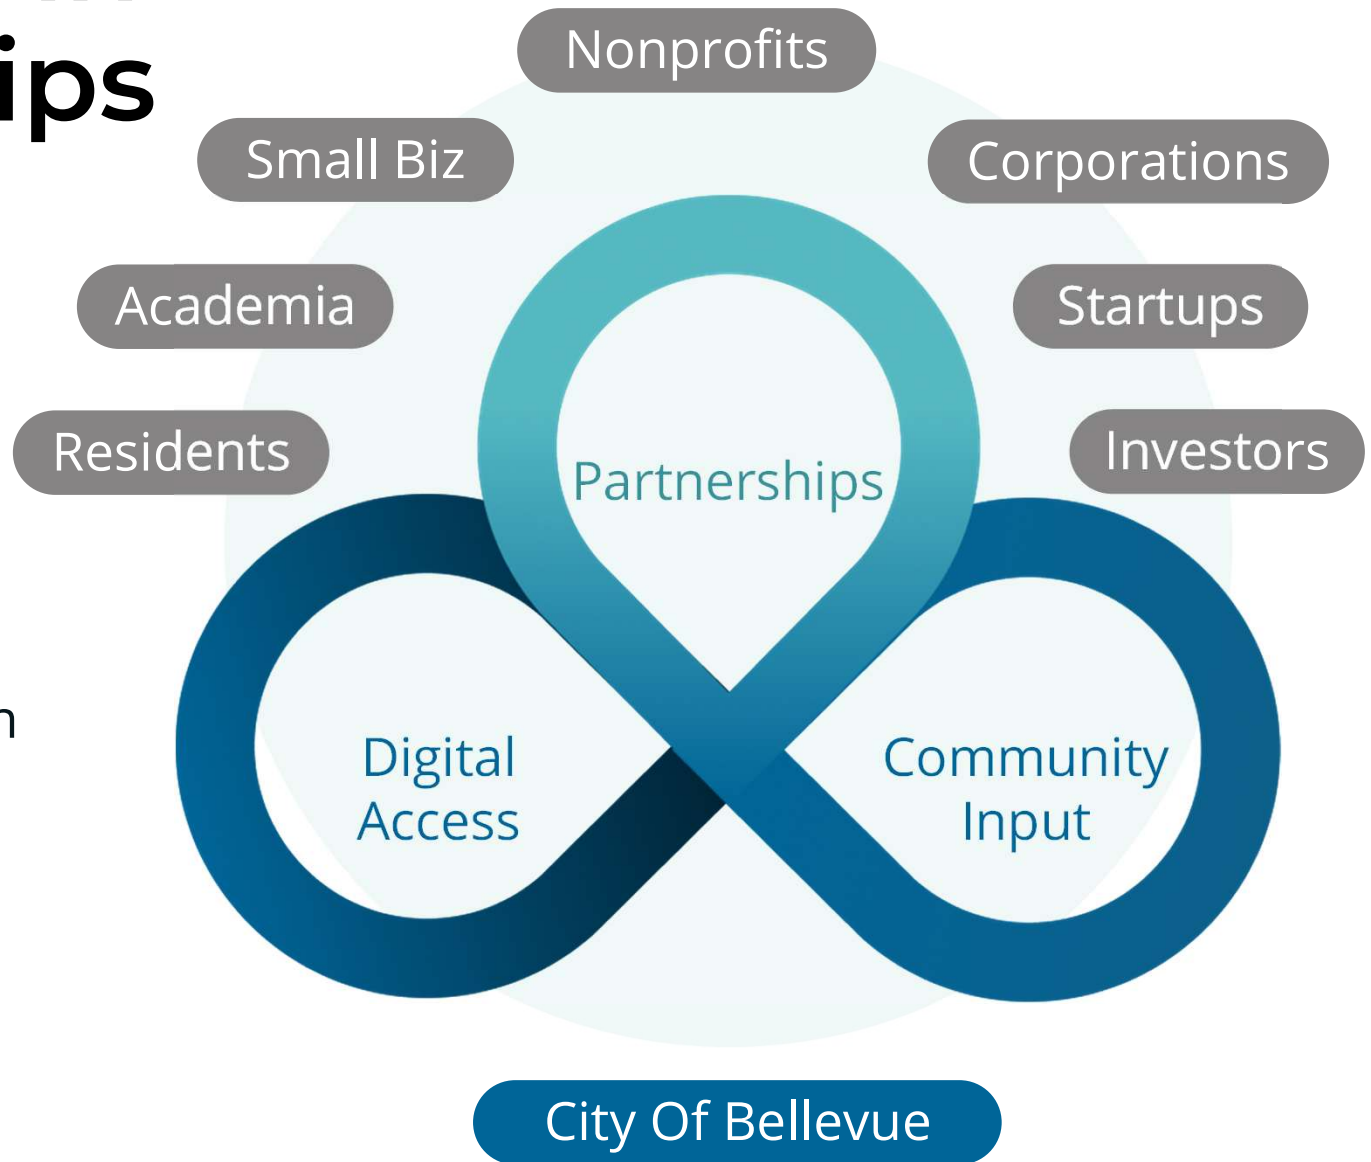 ips
Nonprofits
Small Biz
Corporations
Academia
Startups
Residents
Investors
Partnerships
n
Digital
Access
Community
Input
City Of Bellevue